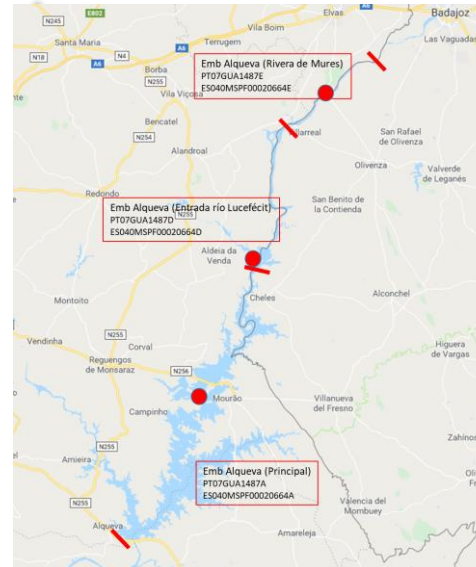 N245
E802
Vila Boim
Elvas
Badajoz
Santa Maria
A6
Terrugem
Las Vaguadas
N4
N18
A6
Borba
N255
Vila Viçosa
Emb Alqueva (Rivera de Mures)
PT07GUA1487E
ES040MSPF00020664E
Bencatel
N254
Villarreal
San Rafael
de Olivenza
Alandroal
Olivenza
Valverde
de Leganés
Redondo
San Benito de
la Contienda
Emb Alqueva (Entrada río Lucefécit)
PT07GUA1487D
ES040MSPF00020664D
N255
Aldeia da
Venda
Cheles
Alconchel
Montoito
N255
Vendinha
Corval
Higuera
de Vargas
Reguengos
de Monsaraz
N256
Mourão
Villanueva
del Fresno
Campinho
Zahínos
Amieira
Emb Alqueva (Principal)
PT07GUA1487A
ES040MSPF00020664A
N255
Valencia del
Mombuey
Alqueva
Amareleja